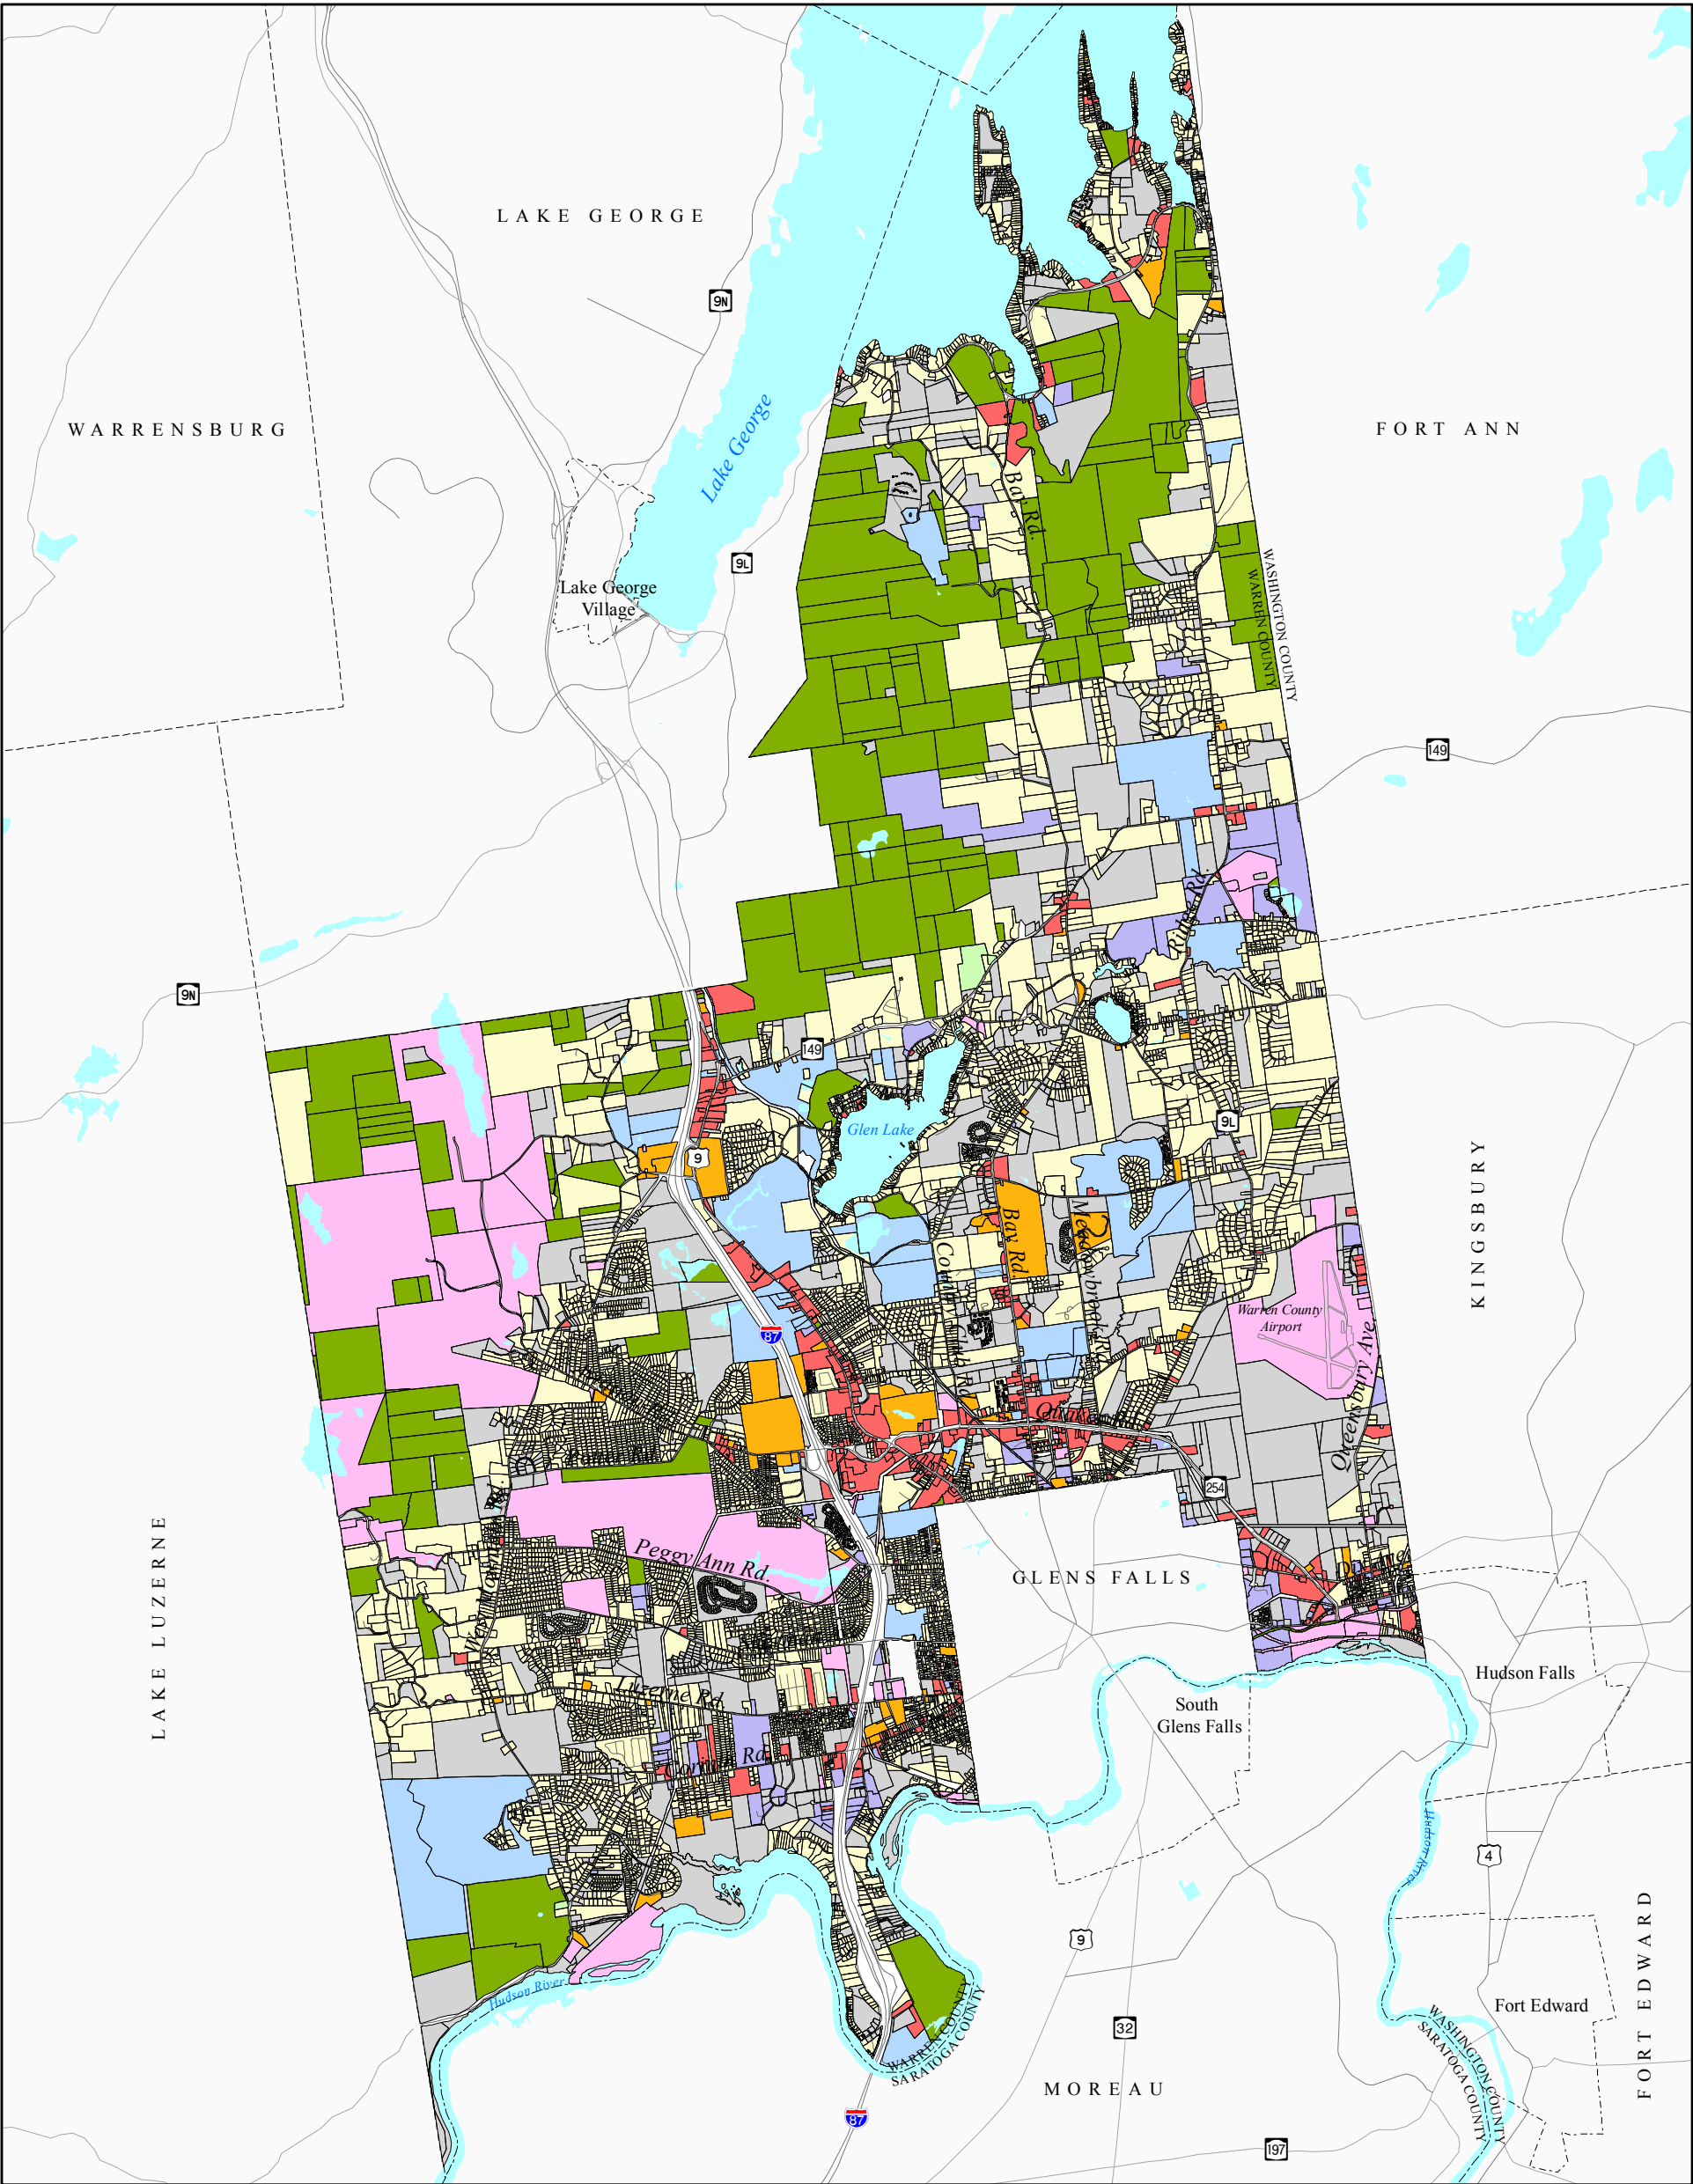 LAKE GEORGE
9N
WARRENSBURG
Lake George
FORT ANN
Bay Rd.
9L
Lake George
Village
WASHINGTON COUNTY
WARREN COUNTY
149
Ridge Rd.
9N
149
Glen Lake
9L
9
Bay Rd.
Meadowbrook Rd.
Country Club Rd.
KINGSBURY
Warren County
Airport
87
Queensbury Ave.
254
Peggy Ann Rd.
GLENS FALLS
LAKE LUZERNE
Luzerne Rd.
Hudson Falls
South
Glens Falls
Corinth Rd.
Hudson River
4
9
Hudson River
FORT EDWARD
Fort Edward
32
WARREN COUNTY
SARATOGA COUNTY
WASHINGTON COUNTY
SARATOGA COUNTY
MOREAU
87
197